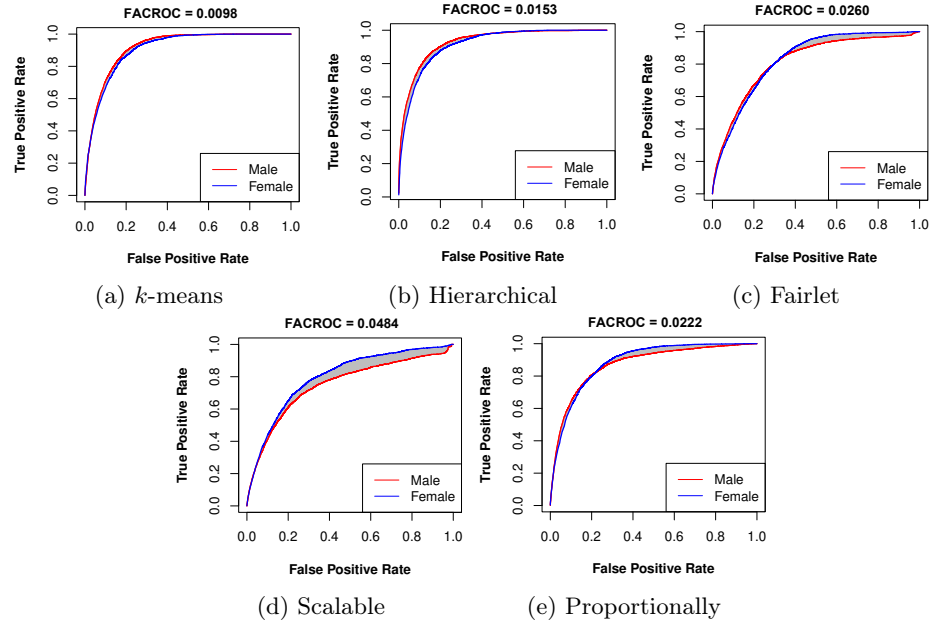 FACROC = 0.0098
True Positive Rate
0.0 0.2 0.4 0.6 0.8 1.0
Male
Female
0.0 0.2 0.4 0.6 0.8 1.0
False Positive Rate
(a) k-means
FACROC = 0.0153
True Positive Rate
0.0 0.2 0.4 0.6 0.8 1.0
Male
Female
0.0 0.2 0.4 0.6 0.8 1.0
False Positive Rate
(b) Hierarchical
FACROC = 0.0260
True Positive Rate
0.0 0.2 0.4 0.6 0.8 1.0
Male
Female
0.0 0.2 0.4 0.6 0.8 1.0
False Positive Rate
(c) Fairlet
FACROC = 0.0484
True Positive Rate
0.0 0.2 0.4 0.6 0.8 1.0
Male
Female
0.0 0.2 0.4 0.6 0.8 1.0
False Positive Rate
(d) Scalable
FACROC = 0.0222
True Positive Rate
0.0 0.2 0.4 0.6 0.8 1.0
Male
Female
0.0 0.2 0.4 0.6 0.8 1.0
False Positive Rate
(e) Proportionally